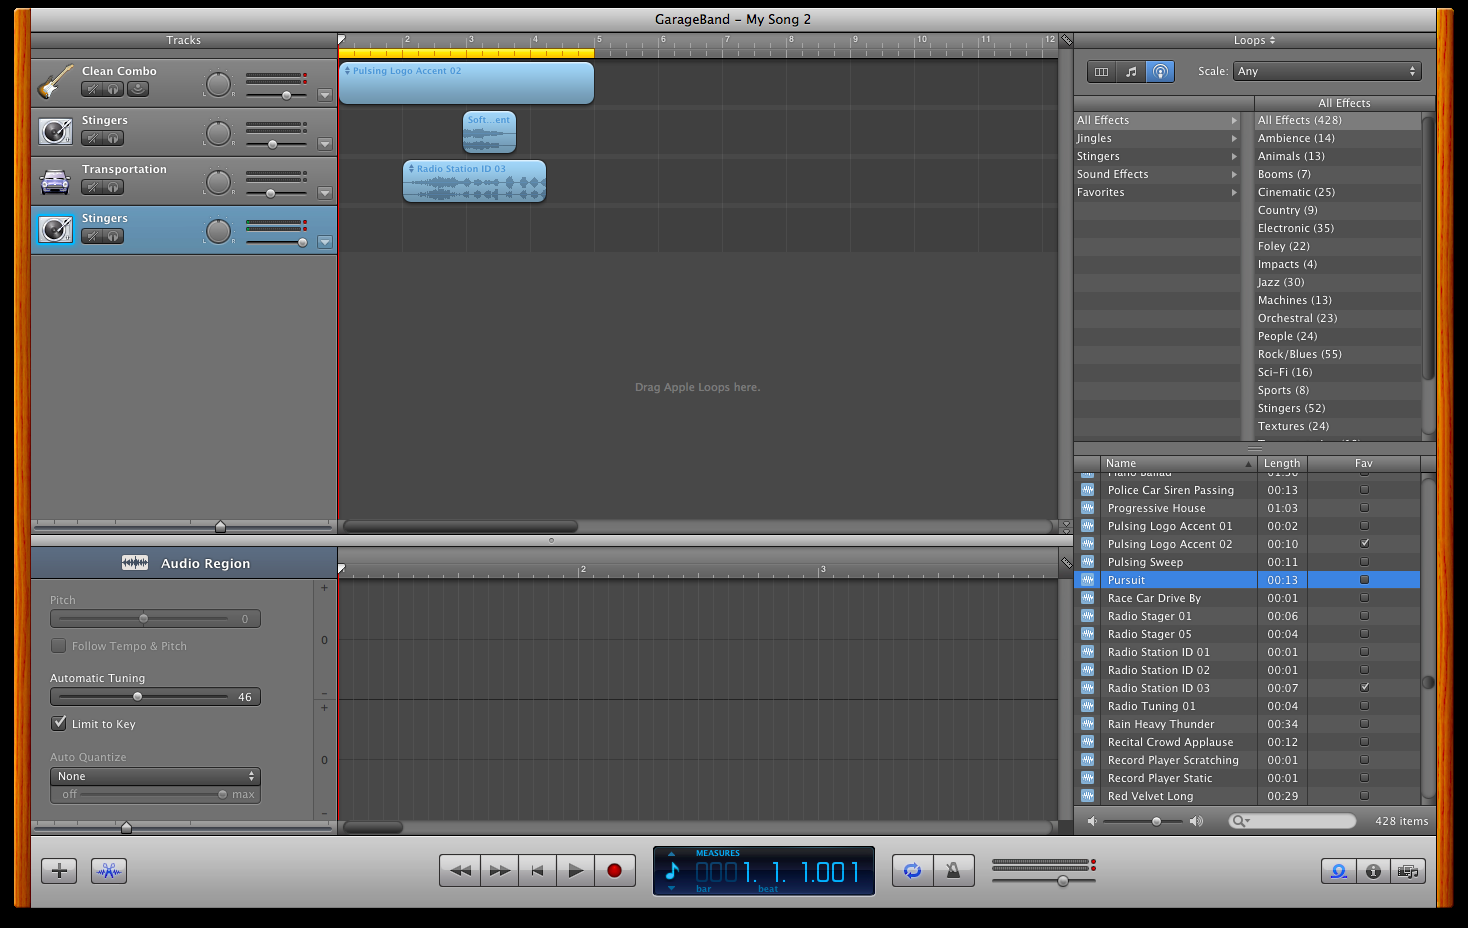 GarageBand – My Song 2
Tracks
2 3 4 5 6 7 8 9 10 11 12
Clean Combo
L R
Pulsing Logo Accent 02
Stingers
L R
Soft...ent
Transportation
L R
Radio Station ID 03
Stingers
L R
Drag Apple Loops here.
Loops
Scale: Any
All Effects
All Effects
Jingles
Stingers
Sound Effects
Favorites
All Effects (428)
Ambience (14)
Animals (13)
Booms (7)
Cinematic (25)
Country (9)
Electronic (35)
Foley (22)
Impacts (4)
Jazz (30)
Machines (13)
Orchestral (23)
People (24)
Rock/Blues (55)
Sci-Fi (16)
Sports (8)
Stingers (52)
Textures (24)
Name Length Fav
Police Car Siren Passing 00:13
Progressive House 01:03
Pulsing Logo Accent 01 00:02
Pulsing Logo Accent 02 00:10
Pulsing Sweep 00:11
Pursuit 00:13
Race Car Drive By 00:01
Radio Stager 01 00:06
Radio Stager 05 00:04
Radio Station ID 01 00:01
Radio Station ID 02 00:01
Radio Station ID 03 00:07
Radio Tuning 01 00:04
Rain Heavy Thunder 00:34
Recital Crowd Applause 00:12
Record Player Scratching 00:01
Record Player Static 00:01
Red Velvet Long 00:29
428 items
Audio Region
2 3
Pitch
0
Follow Tempo & Pitch
Automatic Tuning
46
Limit to Key
Auto Quantize
None
off max
+
0
–
+
0
–
MEASURES
0001. 1. 1.001
bar beat